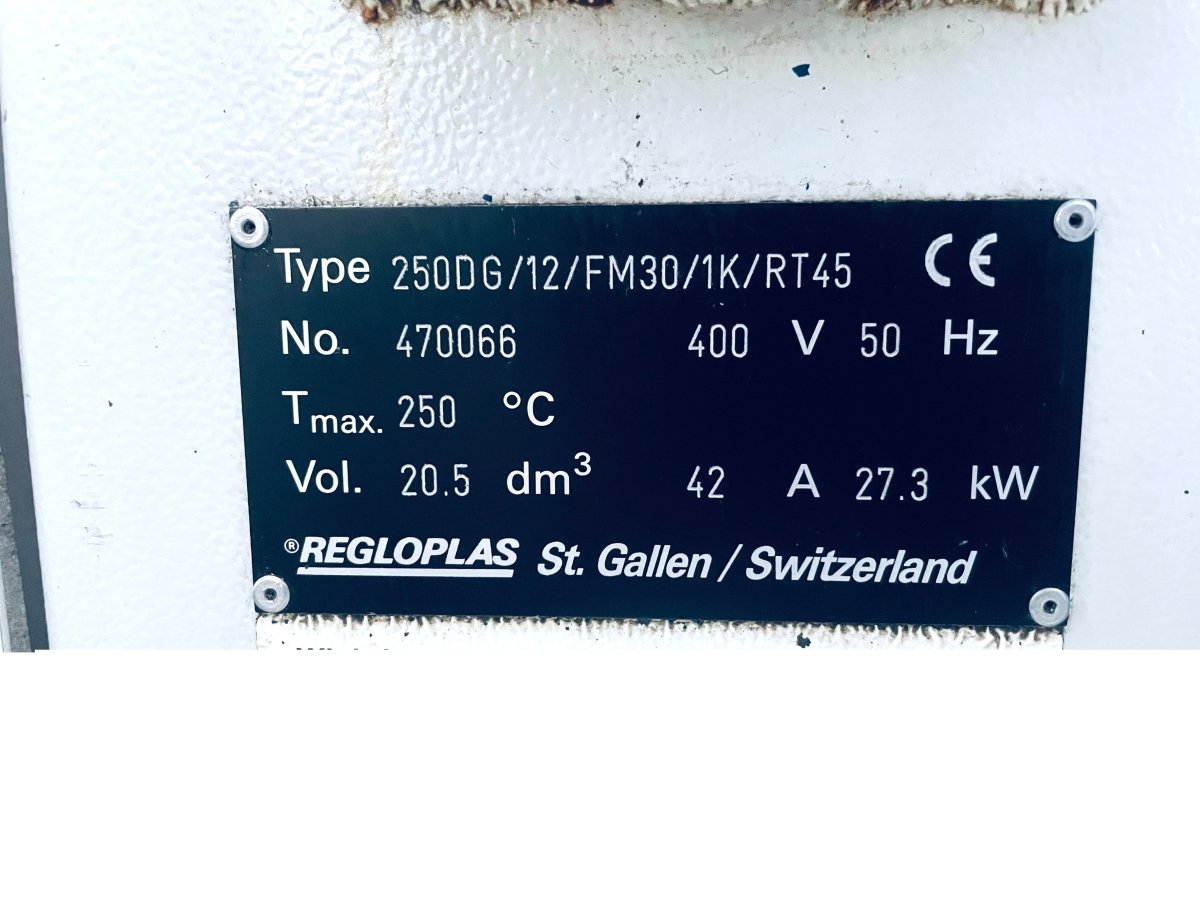 Type 250DG/12/FM30/1K/RT45 CE
No. 470066 400 V 50 Hz
Tmax. 250 °C
Vol. 20.5 dm³ 42 A 27.3 kW
®REGLOPLAS St. Gallen / Switzerland